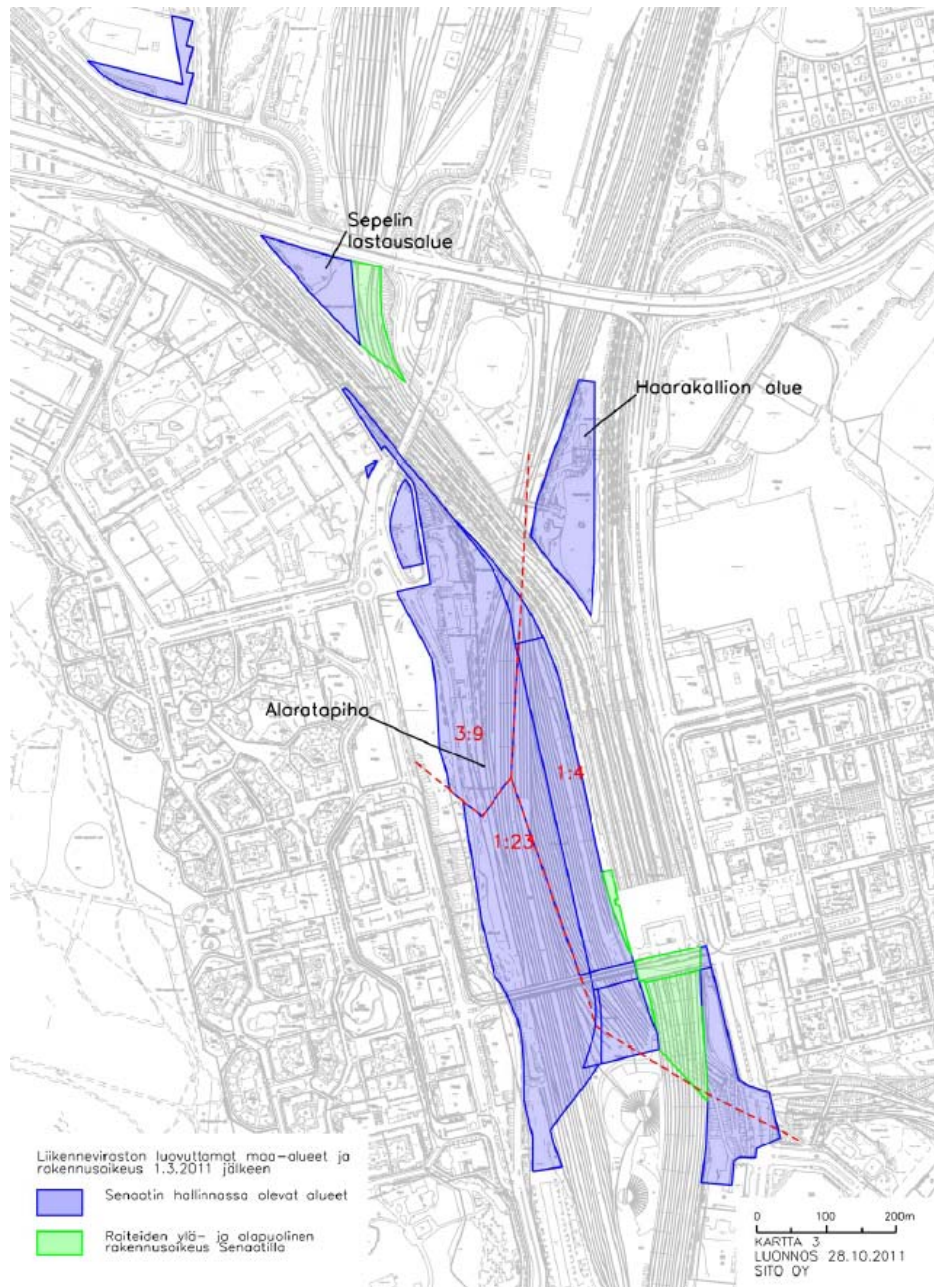 Sepelin
lastausalue
Haarakallion alue
Alaratapiha
3:9
1:4
1:23
Liikenneviraston luovuttamat maa-alueet ja
rakennusoikeus 1.3.2011 jälkeen
Senaatin hallinnassa olevat alueet
Raiteiden ylä- ja alapuolinen
rakennusoikeus Senaatilla
0 100 200m
KARTTA 3
LUONNOS 28.10.2011
SITO OY